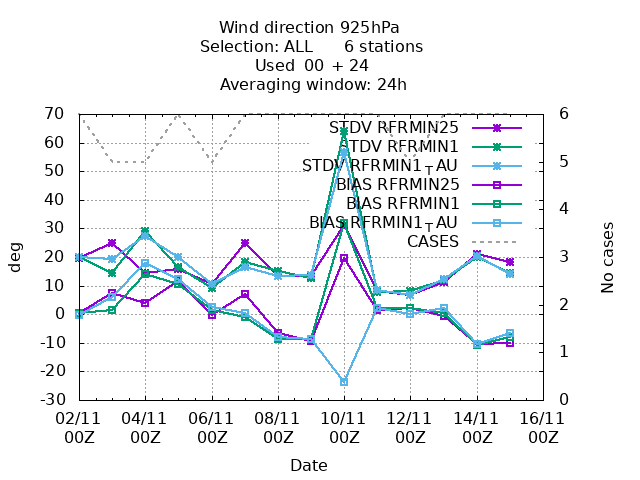 Wind direction 925hPa
Selection: ALL 6 stations
Used 00 + 24
Averaging window: 24h
70
60
50
40
30
20
10
0
-10
-20
-30
deg
6
5
4
3
2
1
0
No cases
STDV RFRMIN25
STDV RFRMIN1
STDV RFRMIN1TAU
BIAS RFRMIN25
BIAS RFRMIN1
BIAS RFRMIN1TAU
CASES
02/11 04/11 06/11 08/11 10/11 12/11 14/11 16/11
00Z 00Z 00Z 00Z 00Z 00Z 00Z 00Z
Date